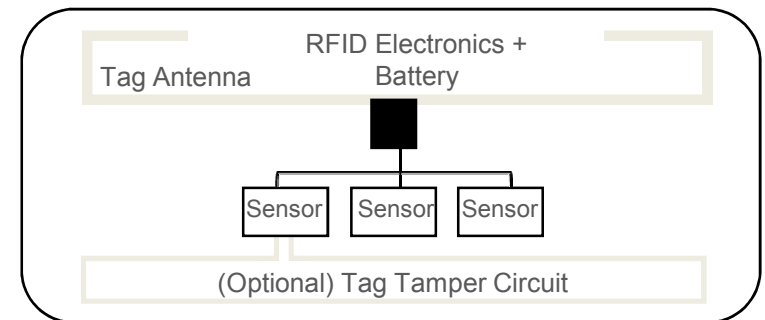 RFID Electronics +
Tag Antenna Battery
Sensor Sensor Sensor
(Optional) Tag Tamper Circuit